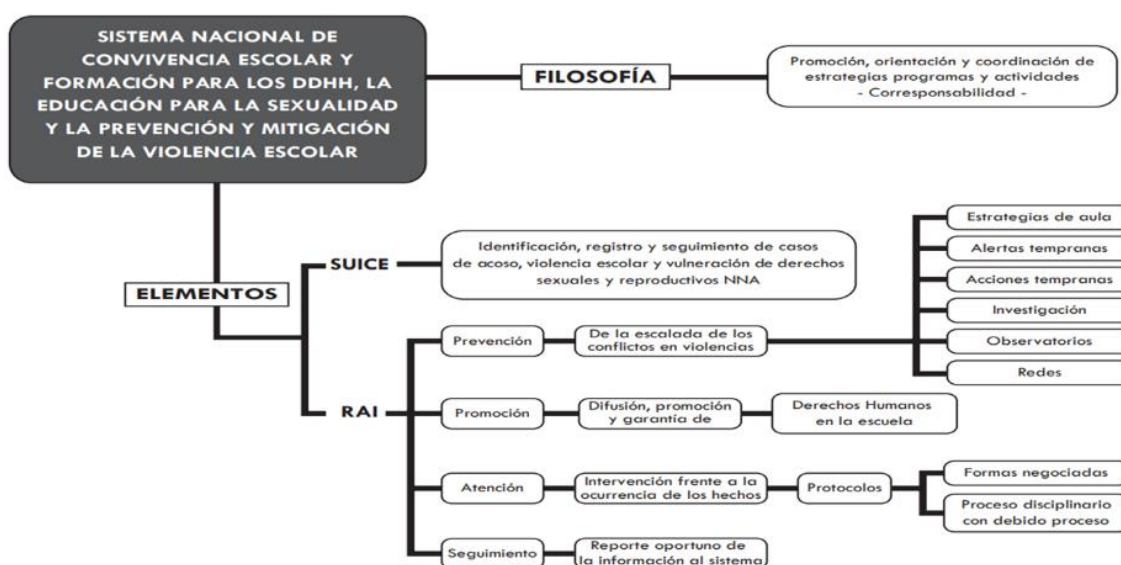 SISTEMA NACIONAL DE
CONVIVENCIA ESCOLAR Y
FORMACIÓN PARA LOS DDHH, LA
EDUCACIÓN PARA LA SEXUALIDAD
Y LA PREVENCIÓN Y MITIGACIÓN
DE LA VIOLENCIA ESCOLAR
FILOSOFÍA
Promoción, orientación y coordinación de
estrategias programas y actividades
- Corresponsabilidad -
ELEMENTOS
SUICE
Identificación, registro y seguimiento de casos
de acoso, violencia escolar y vulneración de derechos
sexuales y reproductivos NNA
RAI
Prevención
De la escalada de los
conflictos en violencias
Estrategias de aula
Alertas tempranas
Acciones tempranas
Investigación
Observatorios
Redes
Promoción
Difusión, promoción
y garantía de
Derechos Humanos
en la escuela
Atención
Intervención frente a la
ocurrencia de los hechos
Protocolos
Formas negociadas
Proceso disciplinario
con debido proceso
Seguimiento
Reporte oportuno de
la información al sistema